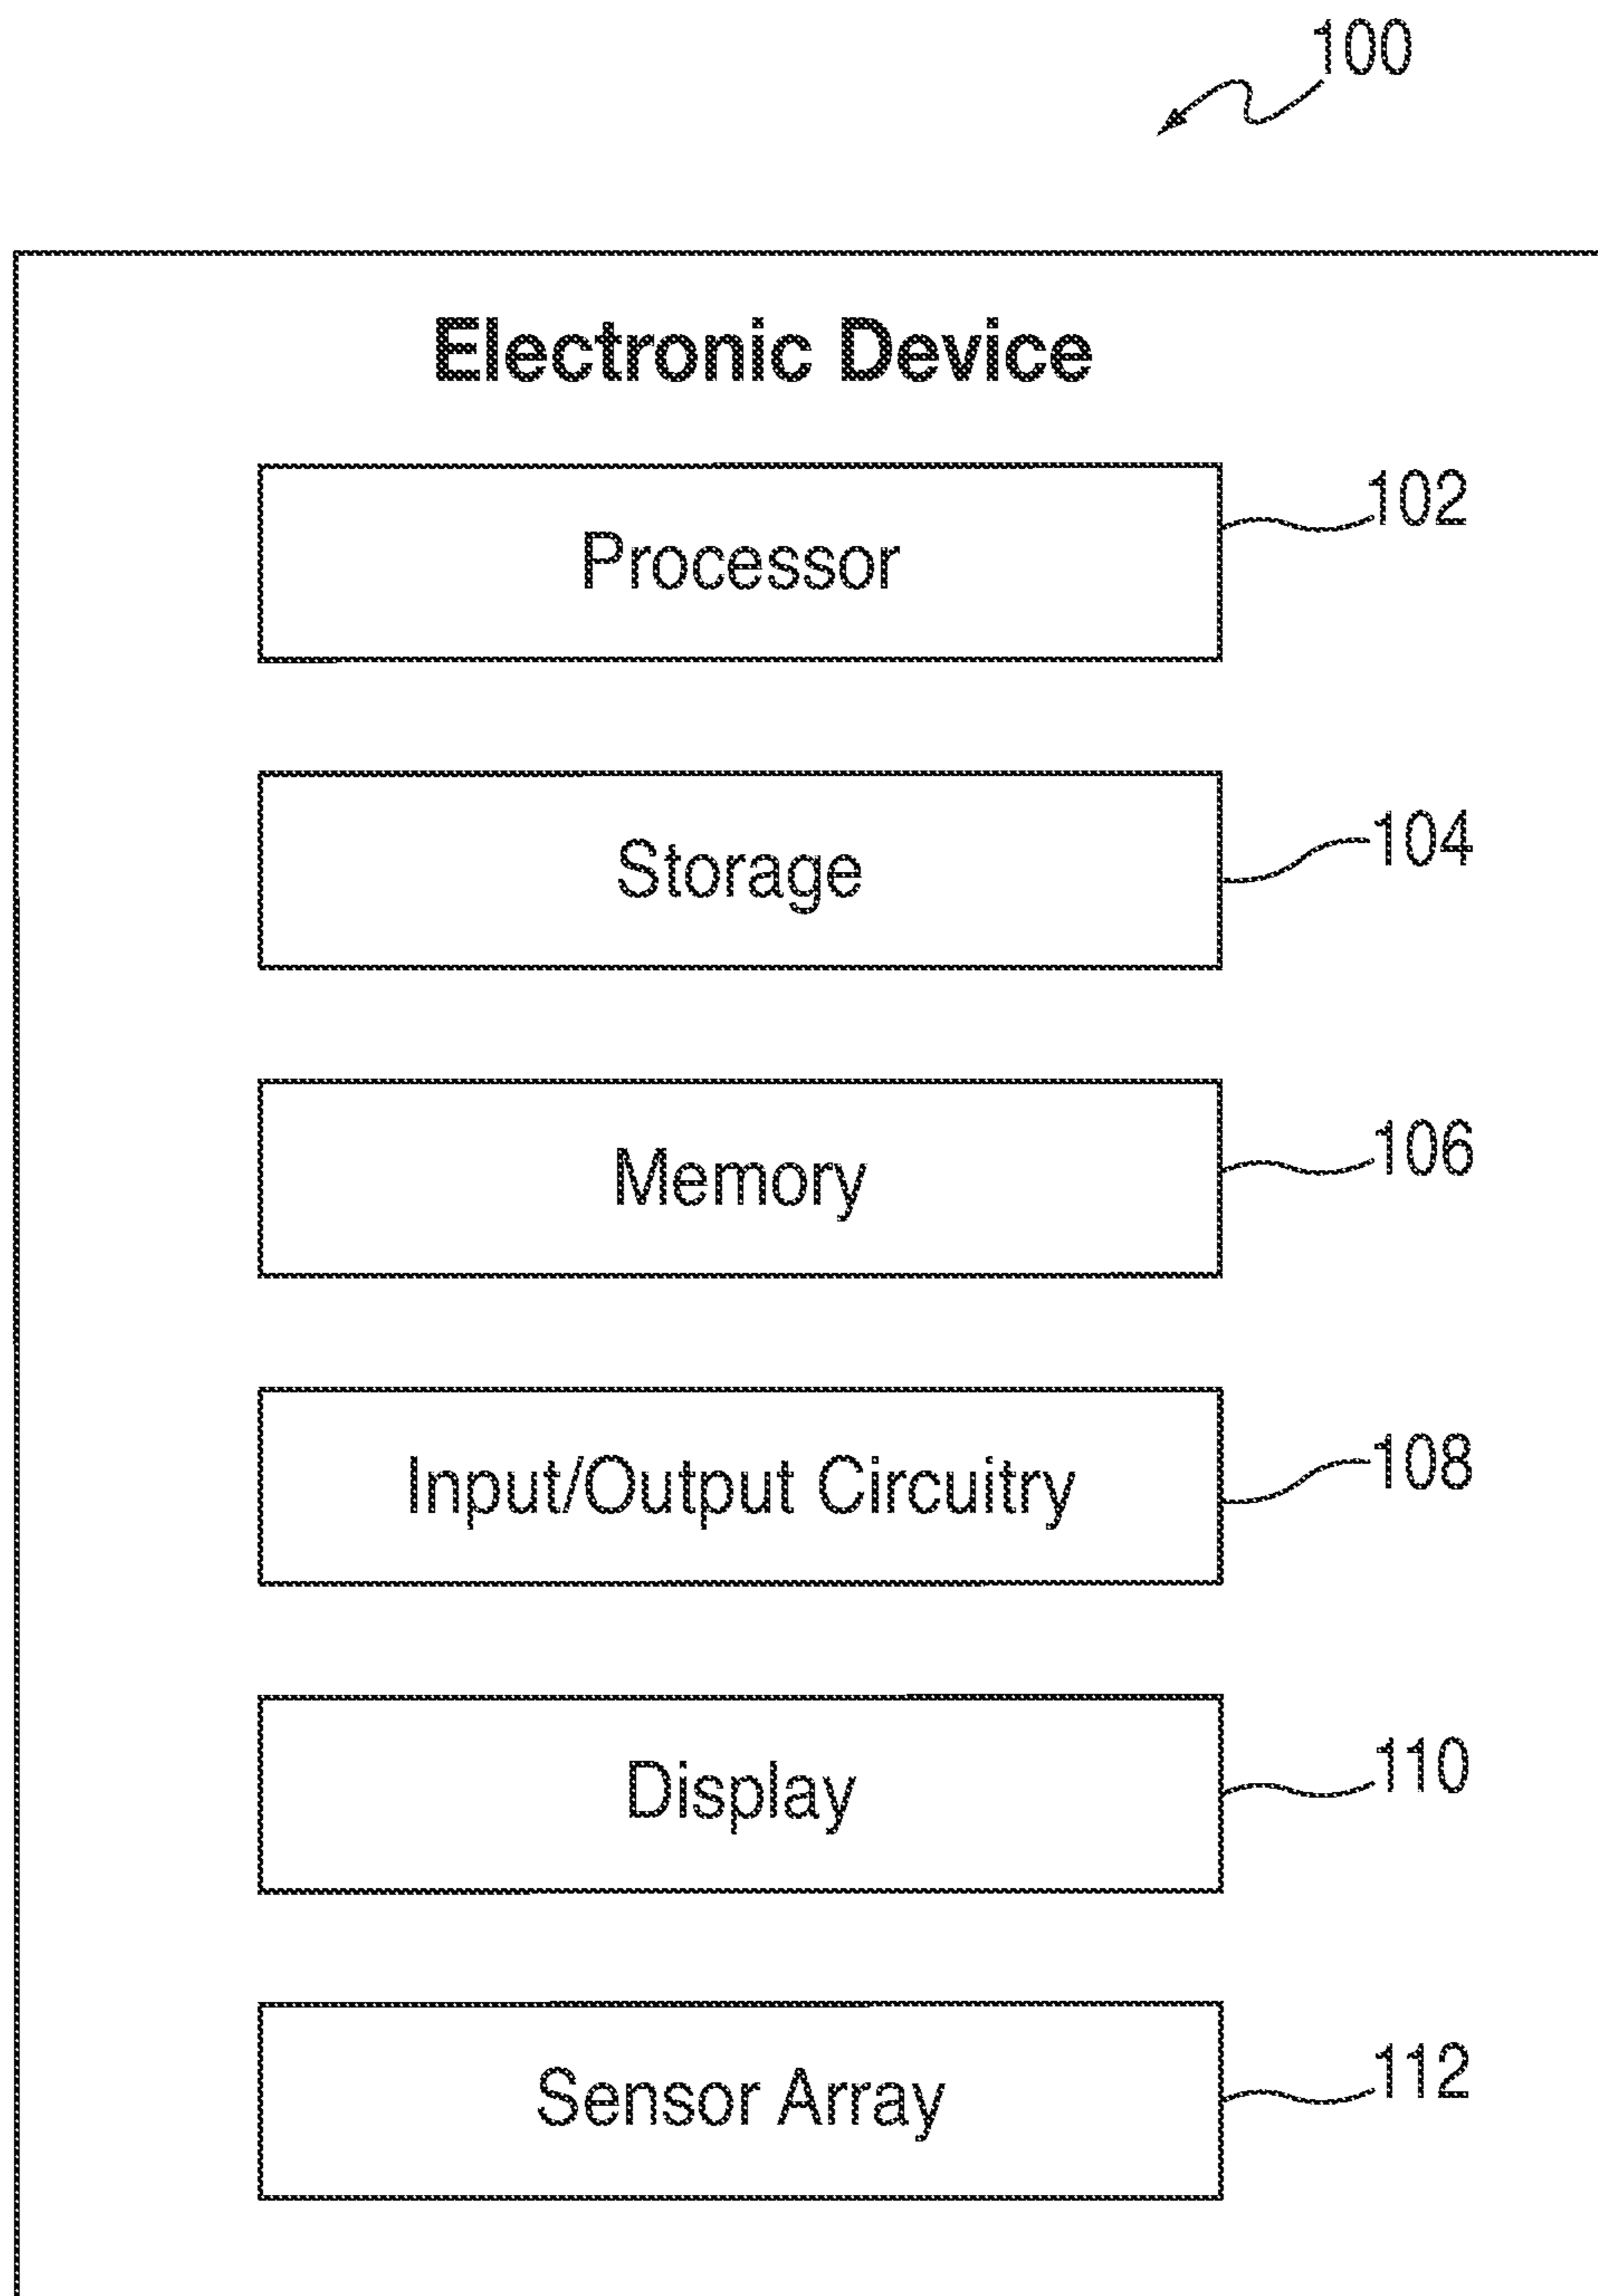 100
Electronic Device
Processor
102
Storage
104
Memory
106
Input/Output Circuitry
108
Display
110
Sensor Array
112